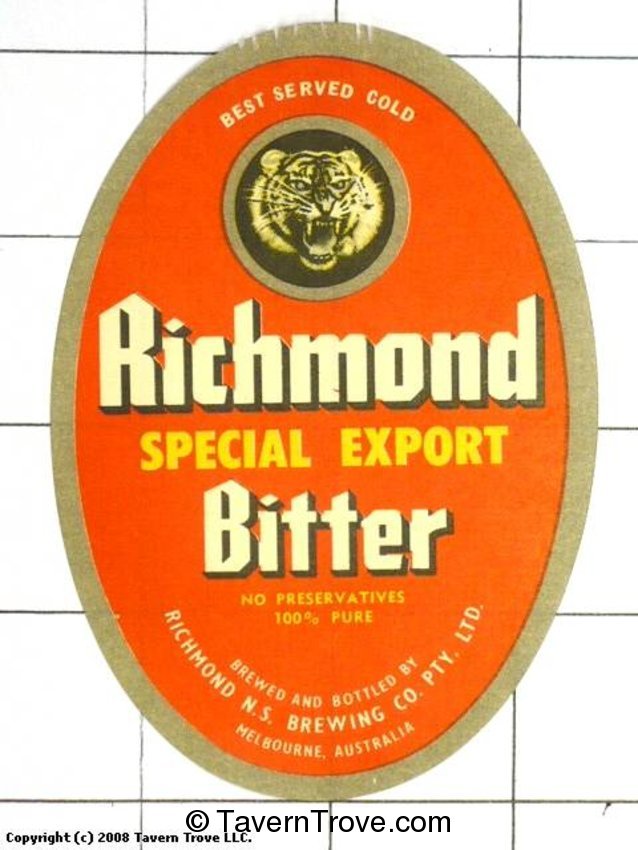 BEST SERVED COLD
Richmond
SPECIAL EXPORT
Bitter
NO PRESERVATIVES
100% PURE
BREWED AND BOTTLED BY
RICHMOND N.S. BREWING CO. PTY. LTD.
MELBOURNE, AUSTRALIA
© TavernTrove.com
Copyright (c) 2008 Tavern Trove LLC.